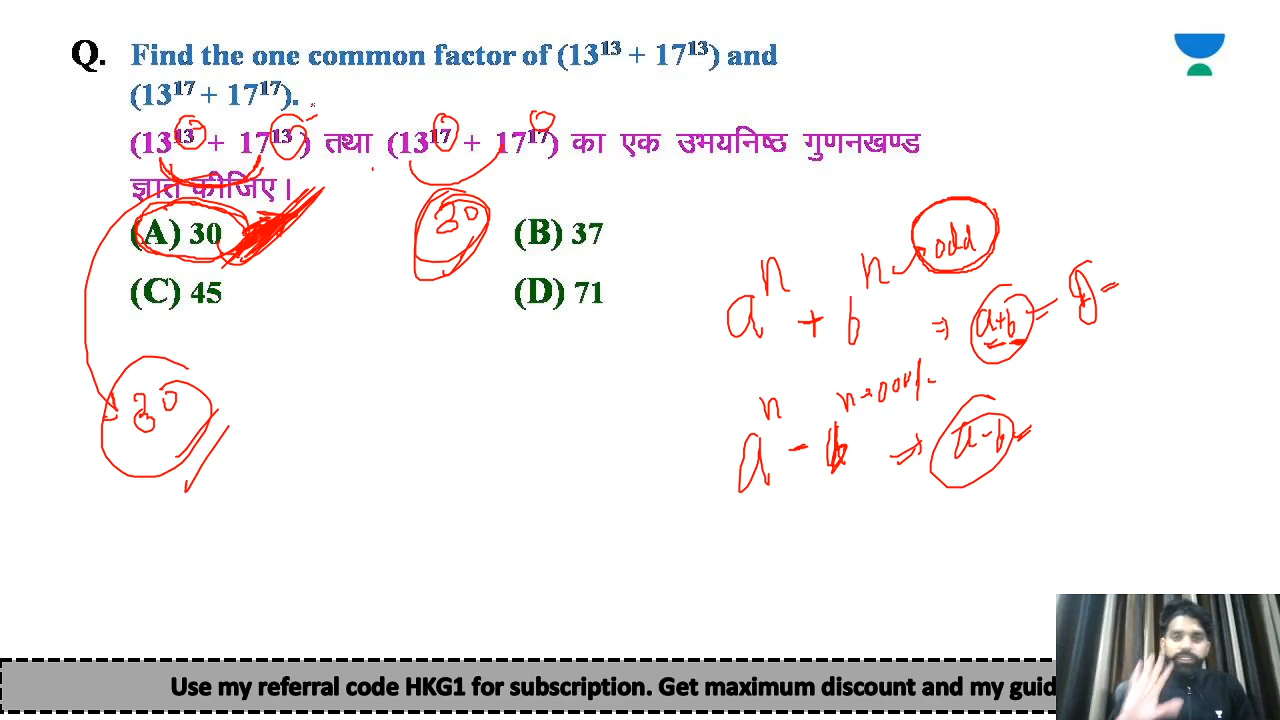 Q. Find the one common factor of (13¹³ + 17¹³) and
(13¹⁷ + 17¹⁷).
(13¹³ + 17¹³) तथा (13¹⁷ + 17¹⁷) का एक उभयनिष्ठ गुणनखण्ड
ज्ञात कीजिए।
(A) 30
30
(B) 37
(C) 45
(D) 71
odd
aⁿ + bⁿ ⇒ a+b =
30
aⁿ - b ⇒ a-b =
Use my referral code HKG1 for subscription. Get maximum discount and my guid